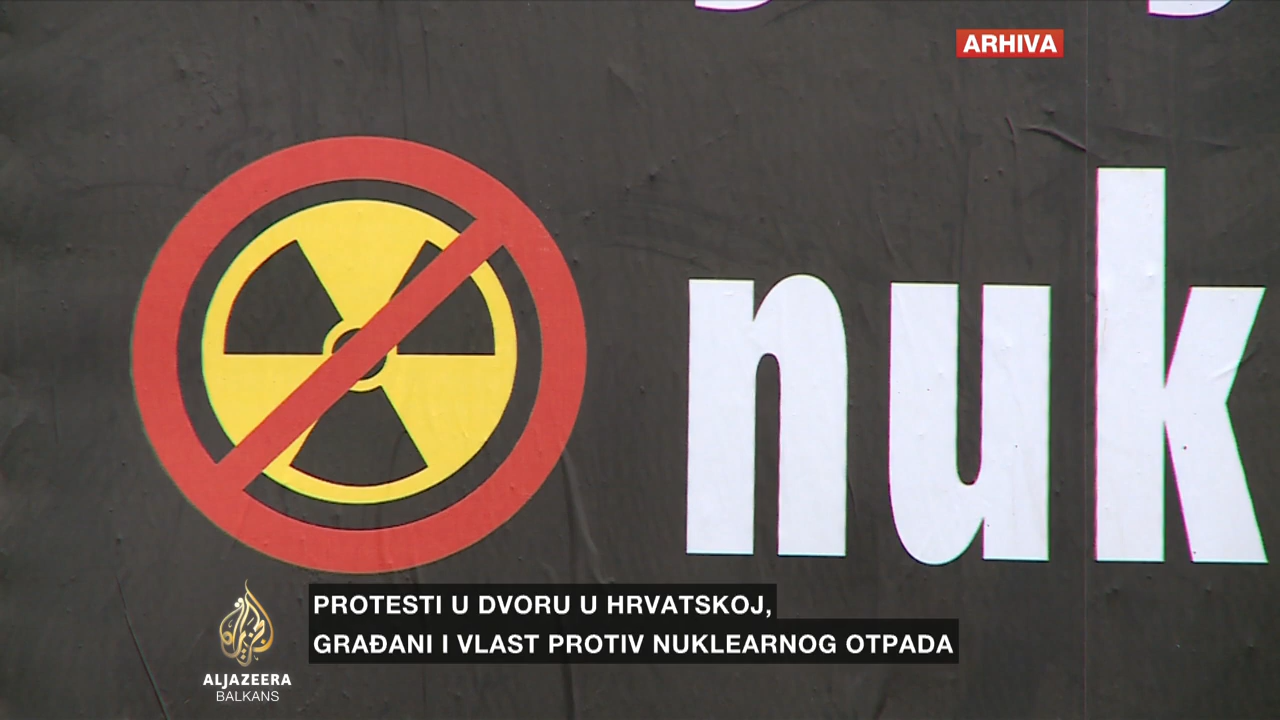 ARHIVA
nuk
PROTESTI U DVORU U HRVATSKOJ,
GRAĐANI I VLAST PROTIV NUKLEARNOG OTPADA
ALJAZEERA
BALKANS